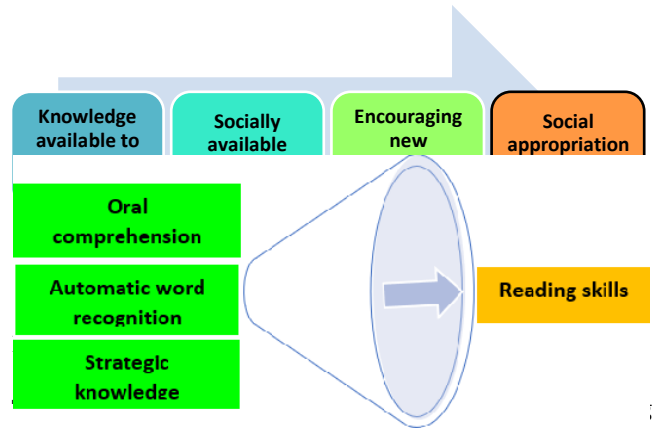 Knowledge
available to
Socially
available
Encouraging
new
Social
appropriation
Oral
comprehension
Automatic word
recognition
Strategic
knowledge
Reading skills